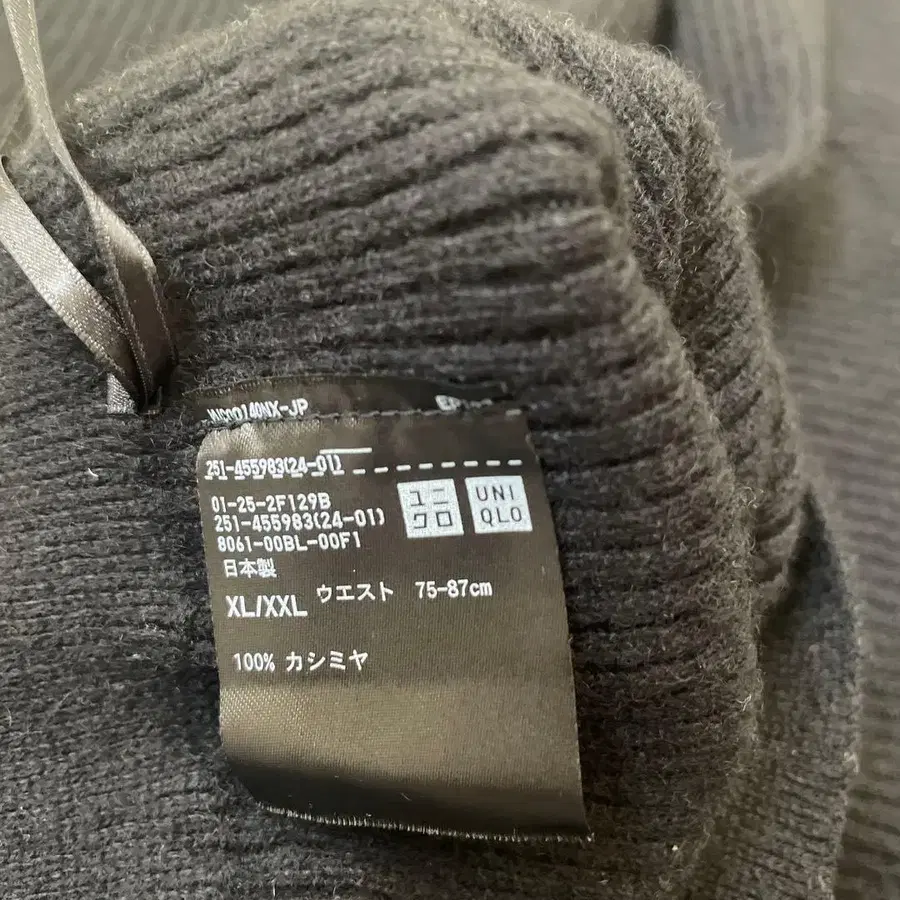 251-455983(24-01)
ユニ
クロ
UNI
QLO
01-25-2F129B
251-455983(24-01)
8061-00BL-00F1
日本製
XL/XXL ウエスト 75-87cm
100% カシミヤ